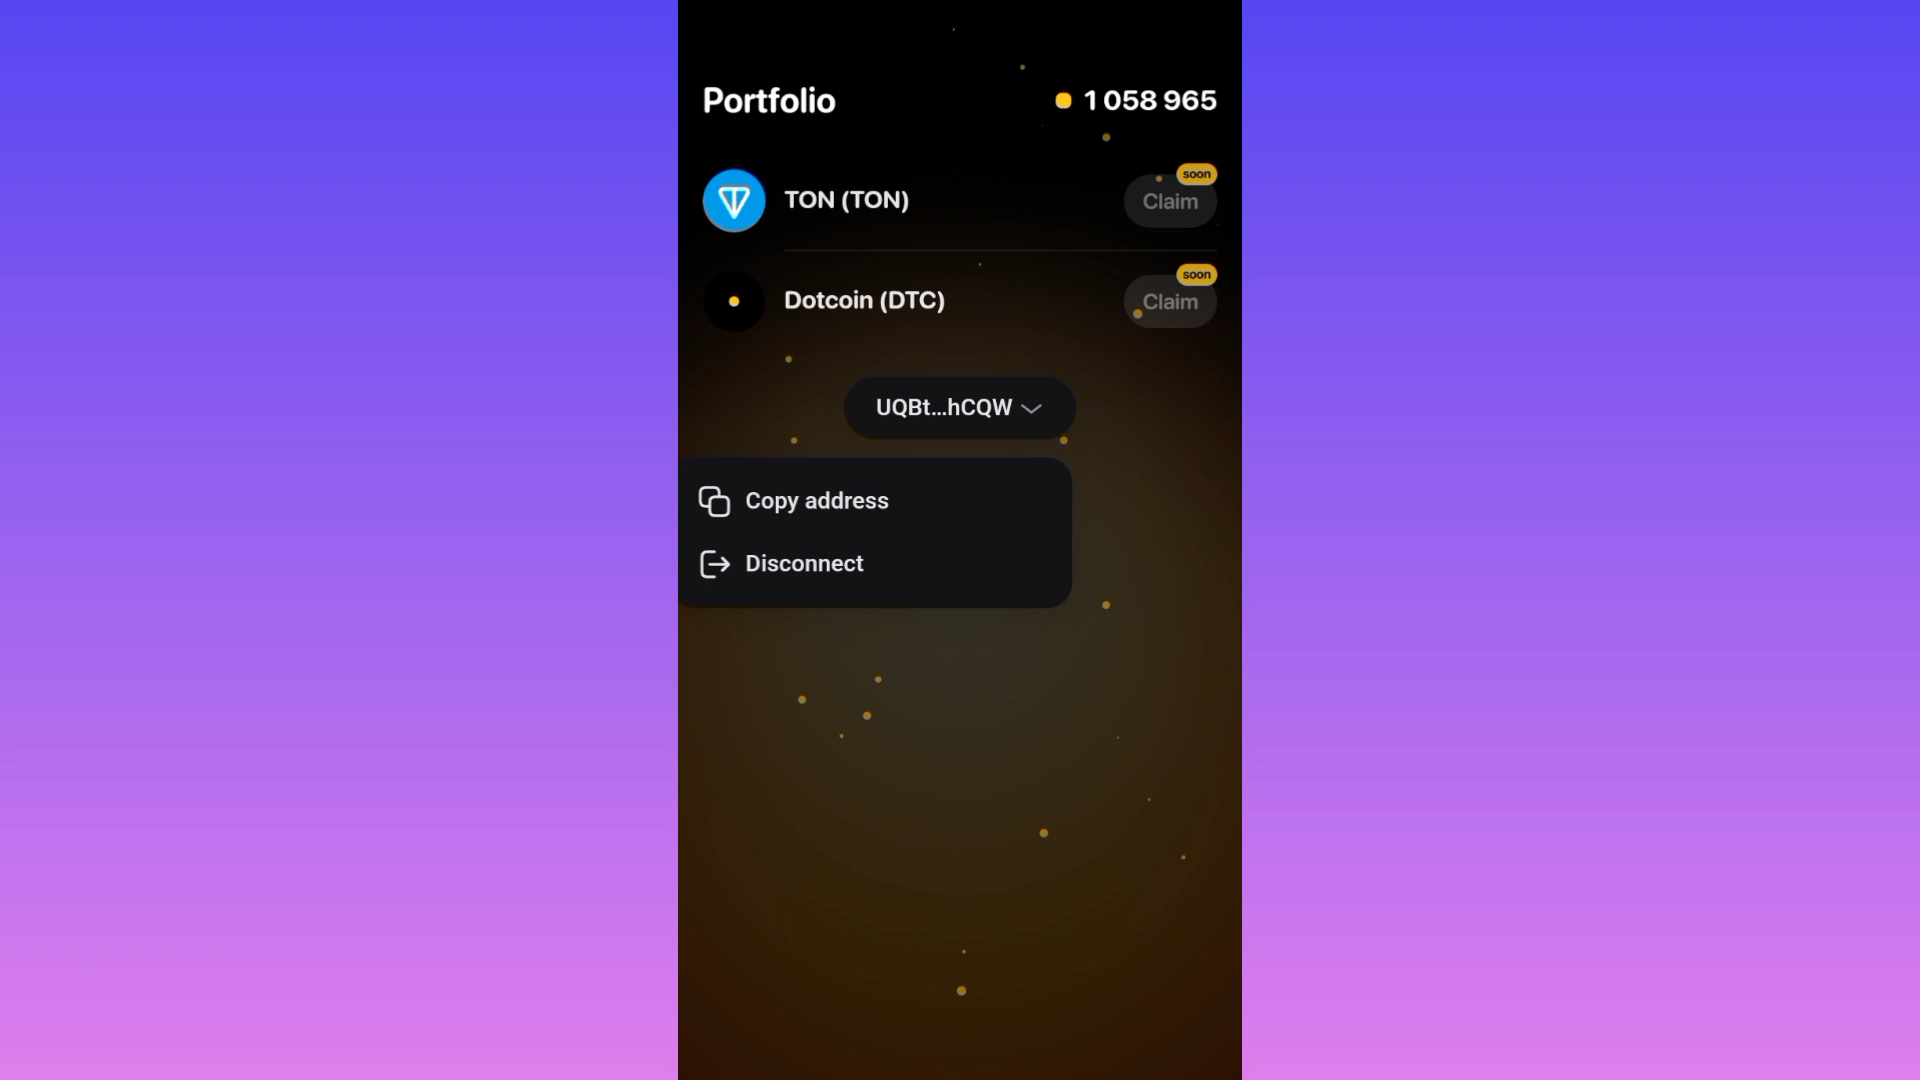 Portfolio 1 058 965
soon
TON (TON) Claim
soon
Dotcoin (DTC) Claim
UQBt...hCQW
Copy address
Disconnect